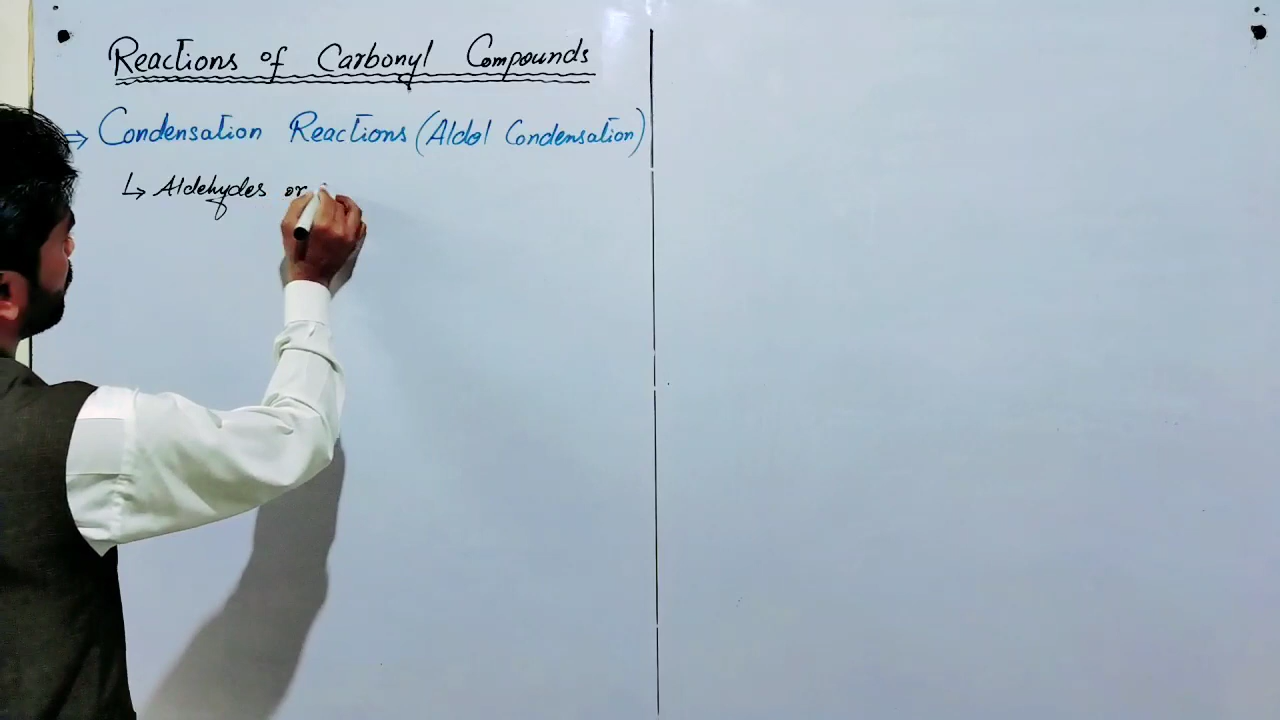 Reactions of Carbonyl Compounds
⇒ Condensation Reactions (Aldol Condensation)
↳ Aldehydes or